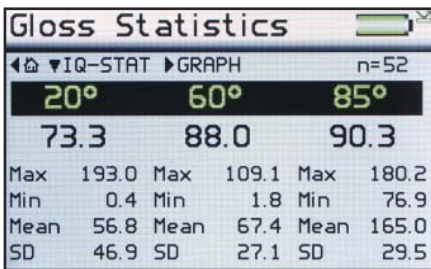 Gloss Statistics
◀⌂ ▼IQ-STAT ▶GRAPH n=52
20° 60° 85°
73.3 88.0 90.3
Max 193.0 Max 109.1 Max 180.2
Min 0.4 Min 1.8 Min 76.9
Mean 56.8 Mean 67.4 Mean 165.0
SD 46.9 SD 27.1 SD 29.5